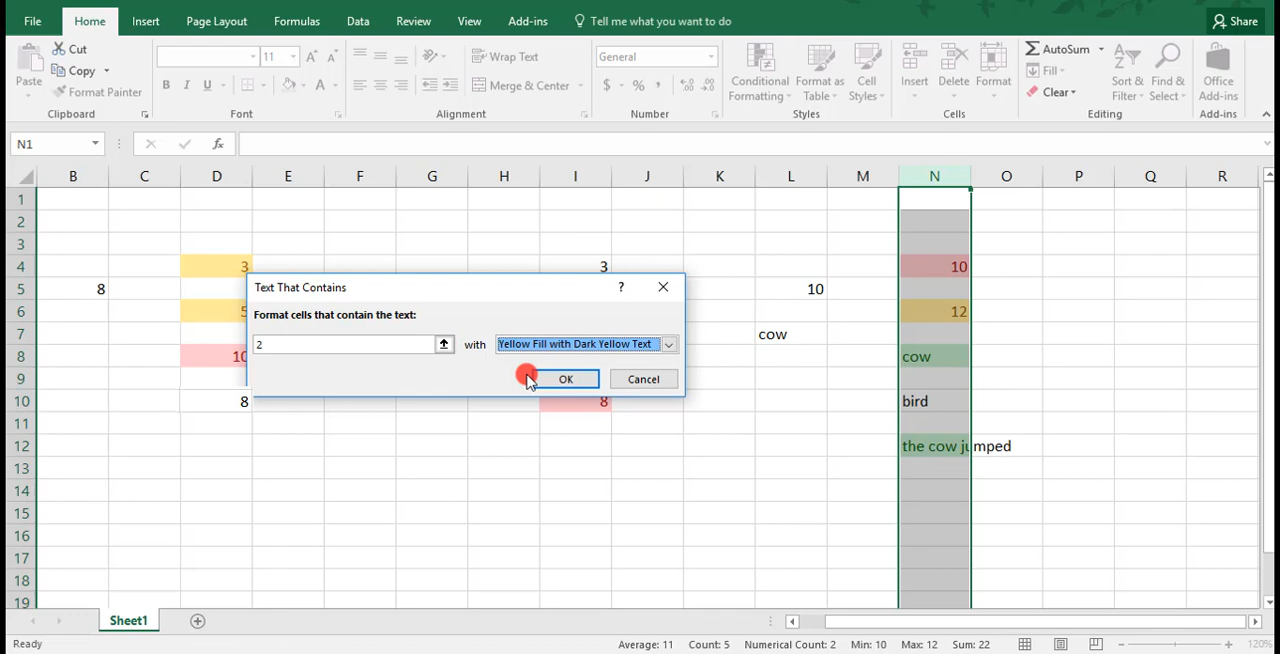 File Home Insert Page Layout Formulas Data Review View Add-ins Tell me what you want to do Share
Cut
Copy
Format Painter
Paste
Clipboard
11 A A
B I U A
Font
Wrap Text
Merge & Center
Alignment
General
$ % ,
Number
Conditional Formatting
Format as Table
Cell Styles
Styles
Insert
Delete
Format
Cells
AutoSum
Fill
Clear
Sort & Filter
Find & Select
Editing
Office Add-ins
Add-ins
N1 fx
B C D E F G H I J K L M N O P Q R
1
2
3
4 3 3 10
5 8 10
6 5 12
7 cow
8 10 cow
9
10 8 8 bird
11
12 the cow jumped
13
14
15
16
17
18
19
Text That Contains ?
Format cells that contain the text:
2 with Yellow Fill with Dark Yellow Text
OK Cancel
Sheet1
Ready Average: 11 Count: 5 Numerical Count: 2 Min: 10 Max: 12 Sum: 22 120%